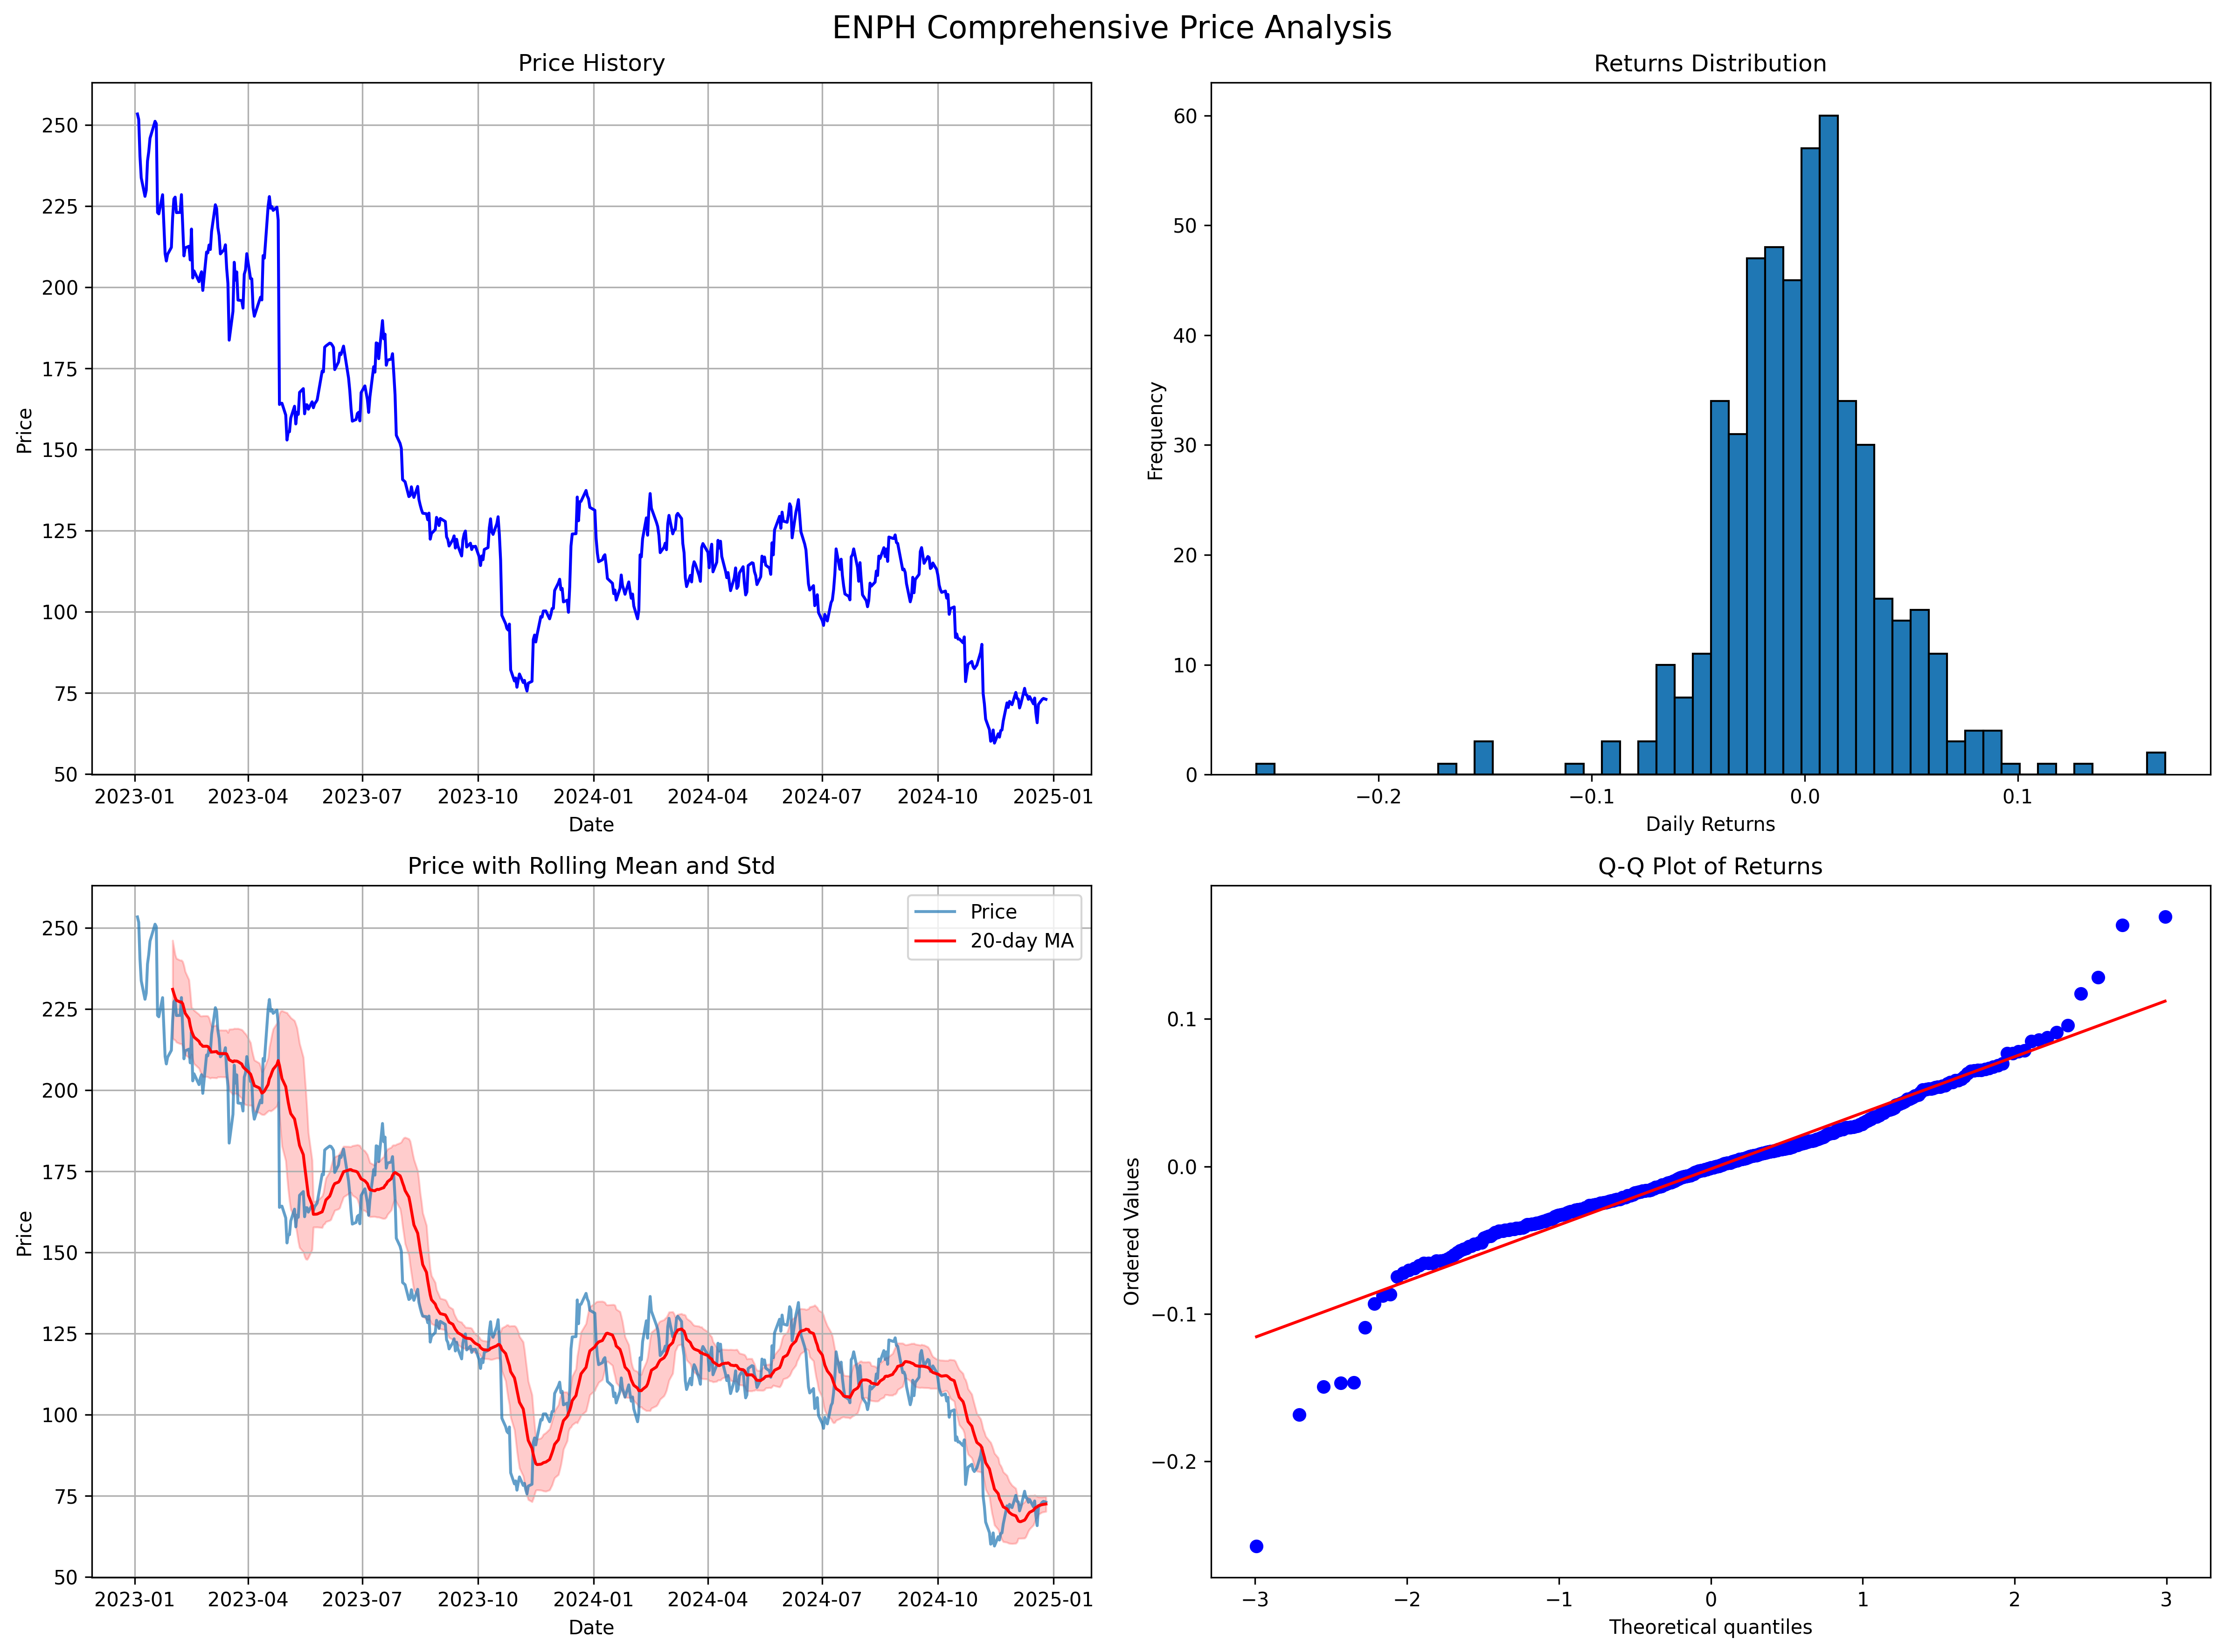 ENPH Comprehensive Price Analysis
Price History
Price
250
225
200
175
150
125
100
75
50
2023-01 2023-04 2023-07 2023-10 2024-01 2024-04 2024-07 2024-10 2025-01
Date
Returns Distribution
Frequency
60
50
40
30
20
10
0
−0.2 −0.1 0.0 0.1
Daily Returns
Price with Rolling Mean and Std
Price
20-day MA
Price
250
225
200
175
150
125
100
75
50
2023-01 2023-04 2023-07 2023-10 2024-01 2024-04 2024-07 2024-10 2025-01
Date
Q-Q Plot of Returns
Ordered Values
0.1
0.0
−0.1
−0.2
−3 −2 −1 0 1 2 3
Theoretical quantiles